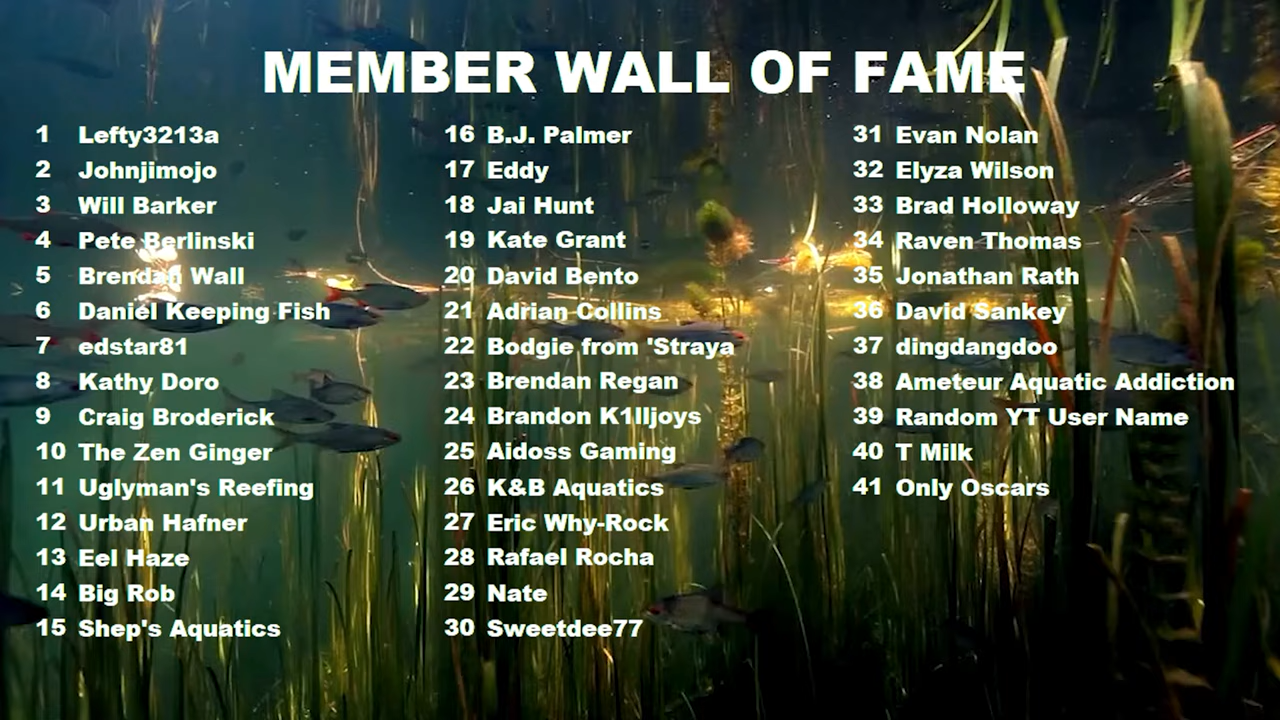 MEMBER WALL OF FAME
1 Lefty3213a
2 Johnjimojo
3 Will Barker
4 Pete Berlinski
5 Brendan Wall
6 Daniel Keeping Fish
7 edstar81
8 Kathy Doro
9 Craig Broderick
10 The Zen Ginger
11 Uglyman's Reefing
12 Urban Hafner
13 Eel Haze
14 Big Rob
15 Shep's Aquatics
16 B.J. Palmer
17 Eddy
18 Jai Hunt
19 Kate Grant
20 David Bento
21 Adrian Collins
22 Bodgie from 'Straya
23 Brendan Regan
24 Brandon K1lljoys
25 Aidoss Gaming
26 K&B Aquatics
27 Eric Why-Rock
28 Rafael Rocha
29 Nate
30 Sweetdee77
31 Evan Nolan
32 Elyza Wilson
33 Brad Holloway
34 Raven Thomas
35 Jonathan Rath
36 David Sankey
37 dingdangdoo
38 Ameteur Aquatic Addiction
39 Random YT User Name
40 T Milk
41 Only Oscars